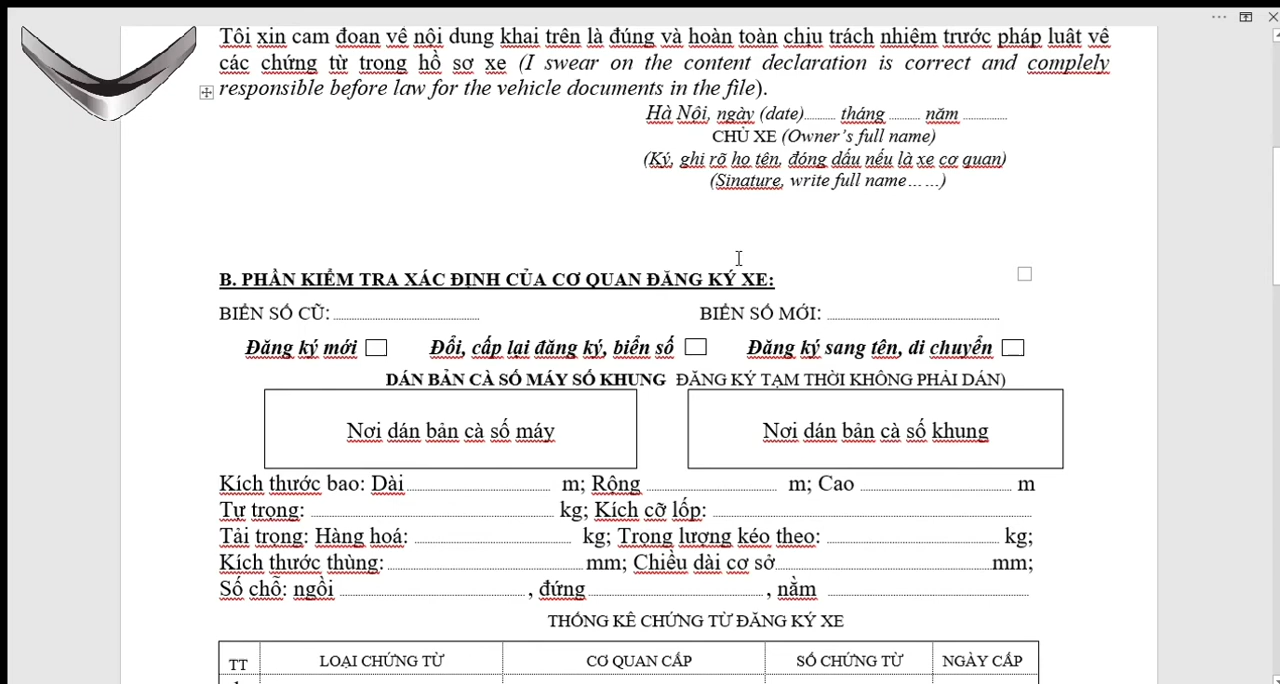 Tôi xin cam đoan về nội dung khai trên là đúng và hoàn toàn chịu trách nhiệm trước pháp luật về
các chứng từ trong hồ sơ xe (I swear on the content declaration is correct and complely
responsible before law for the vehicle documents in the file).
Hà Nội, ngày (date).......... tháng .......... năm ..............
CHỦ XE (Owner's full name)
(Ký, ghi rõ họ tên, đóng dấu nếu là xe cơ quan)
(Sinature, write full name……)
B. PHẦN KIỂM TRA XÁC ĐỊNH CỦA CƠ QUAN ĐĂNG KÝ XE:
BIỂN SỐ CŨ: .............................. BIỂN SỐ MỚI: ..............................
Đăng ký mới Đổi, cấp lại đăng ký, biển số Đăng ký sang tên, di chuyển
DÁN BẢN CÀ SỐ MÁY SỐ KHUNG ĐĂNG KÝ TẠM THỜI KHÔNG PHẢI DÁN)
Nơi dán bản cà số máy Nơi dán bản cà số khung
Kích thước bao: Dài.............................. m; Rộng .............................. m; Cao .............................. m
Tự trọng: .............................. kg; Kích cỡ lốp: ..............................
Tải trọng: Hàng hoá: .............................. kg; Trọng lượng kéo theo: .............................. kg;
Kích thước thùng: .............................. mm; Chiều dài cơ sở.............................. mm;
Số chỗ: ngồi .............................. , đứng.............................. , nằm ..............................
THỐNG KÊ CHỨNG TỪ ĐĂNG KÝ XE
TT LOẠI CHỨNG TỪ CƠ QUAN CẤP SỐ CHỨNG TỪ NGÀY CẤP